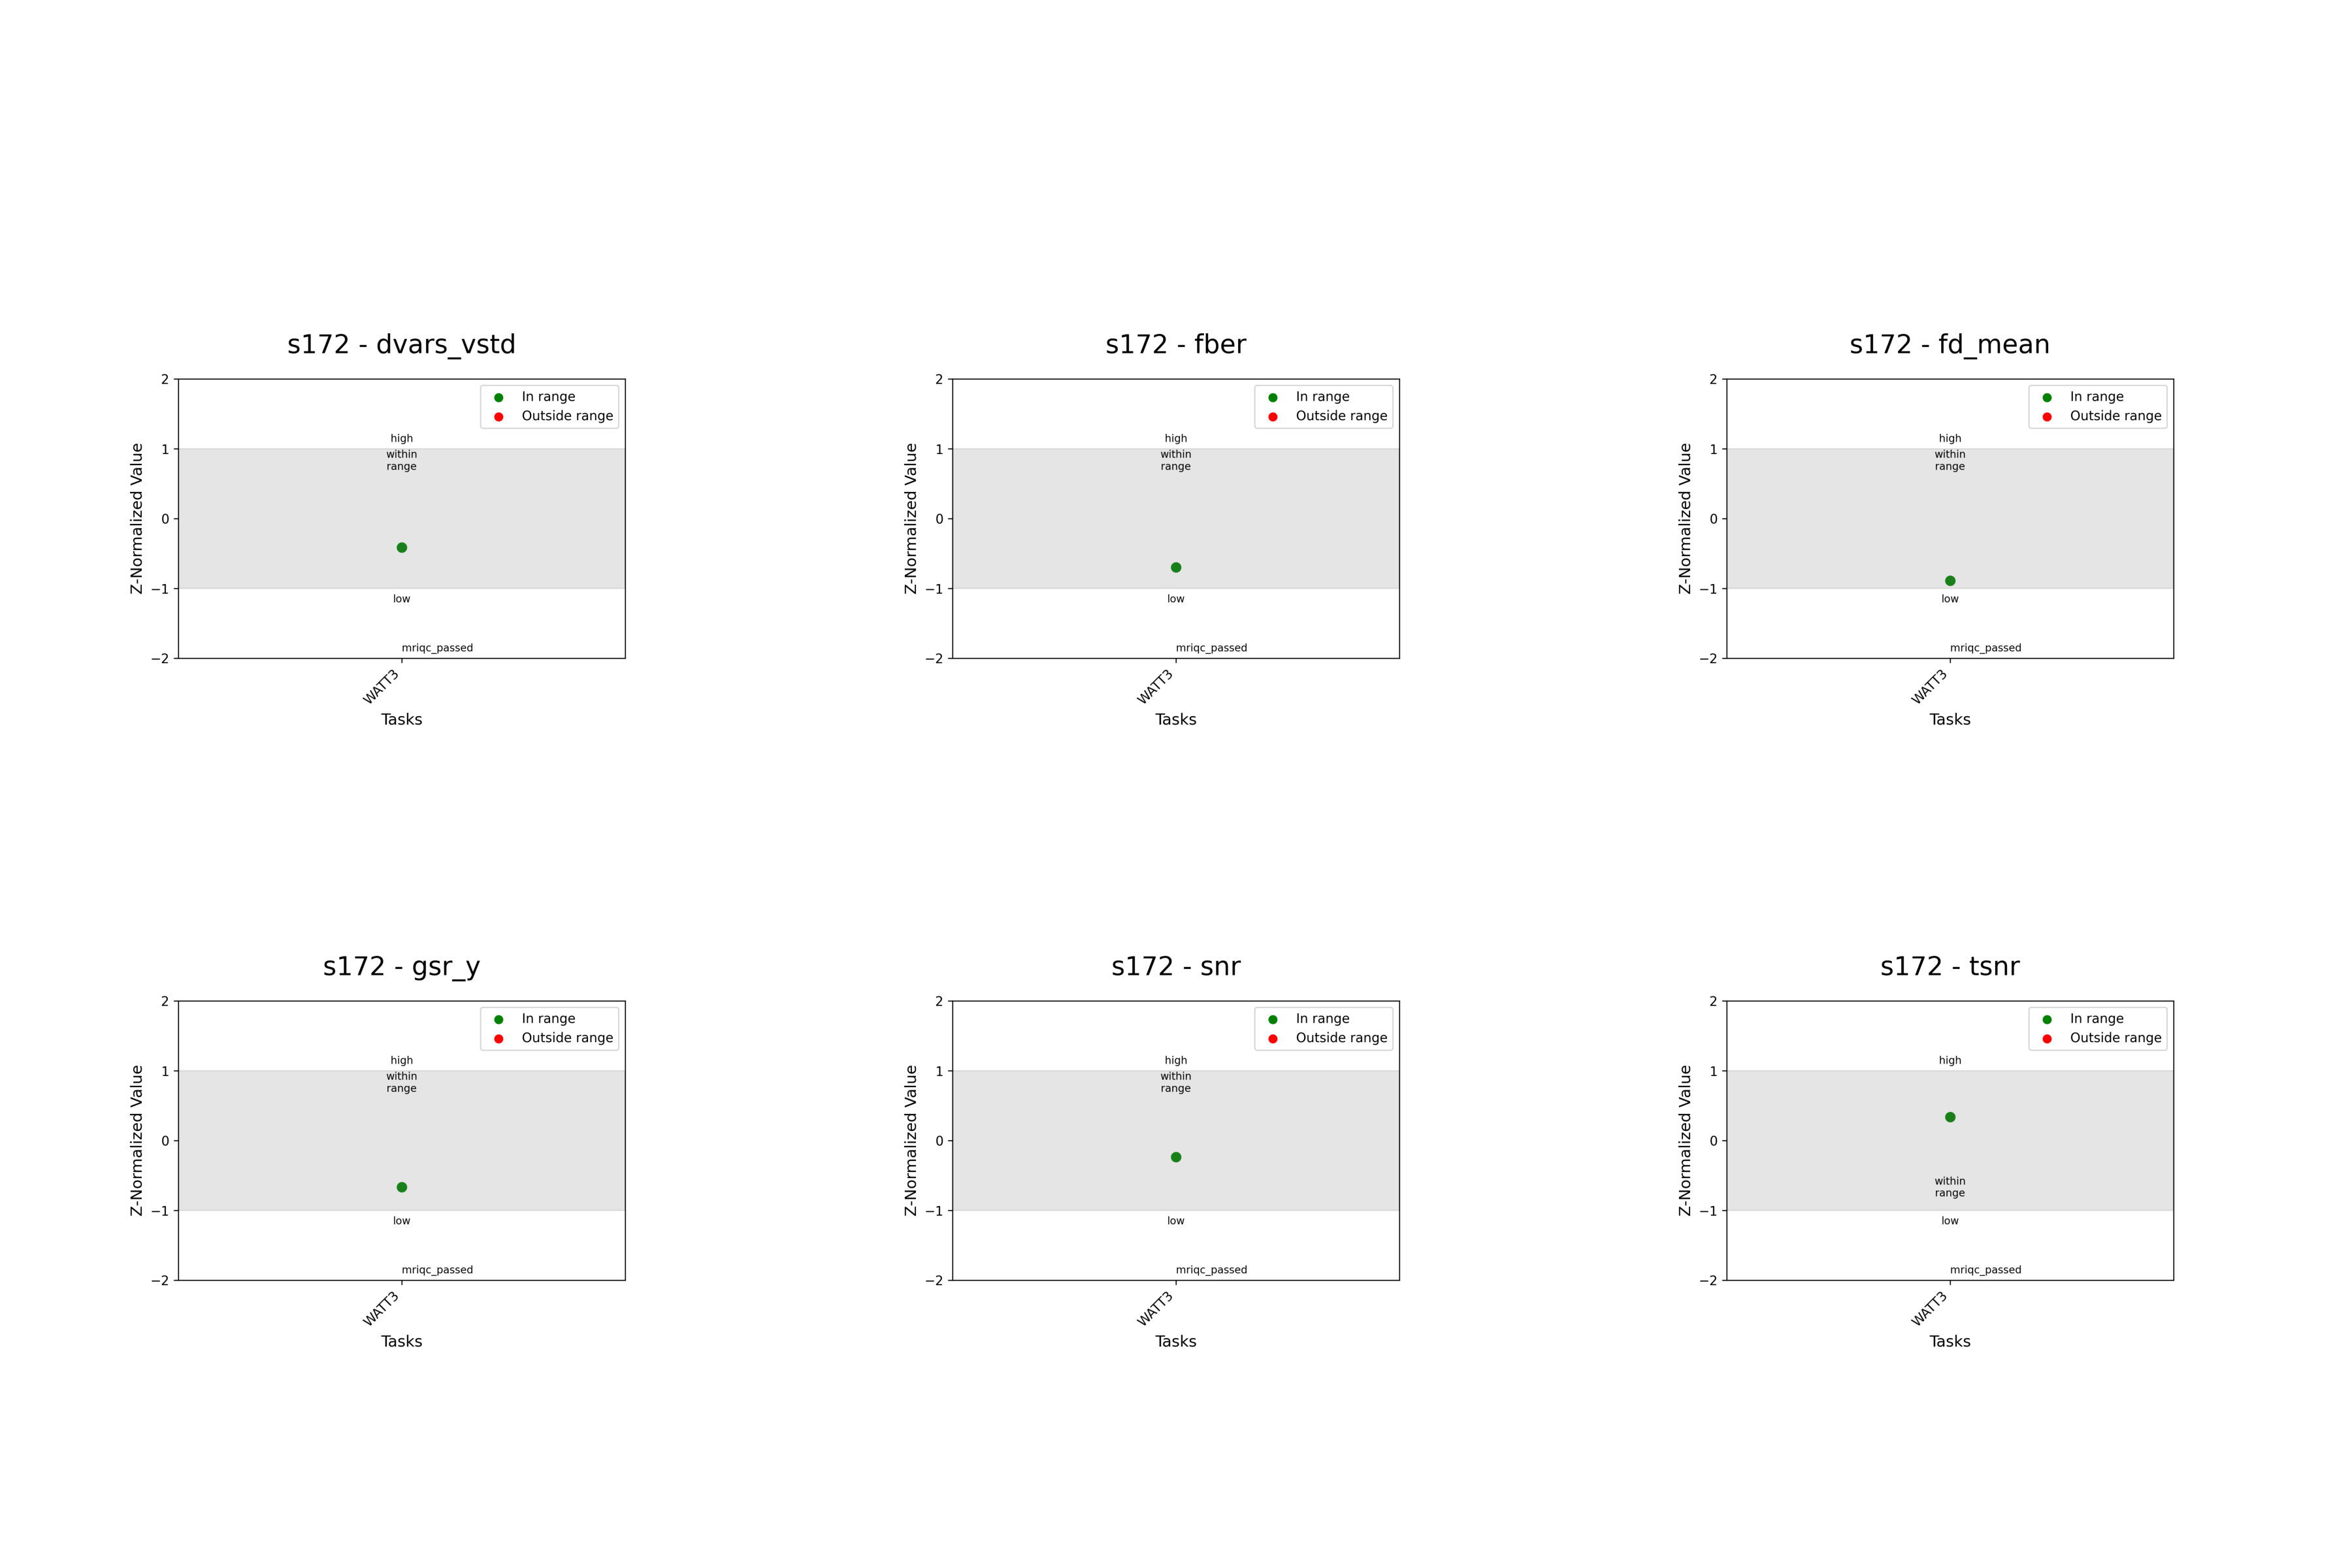 s172 - dvars_vstd
2
In range
Outside range
high
1
within
range
Z-Normalized Value
0
−1
low
mriqc_passed
−2
WATT3
Tasks
s172 - fber
2
In range
Outside range
high
1
within
range
Z-Normalized Value
0
−1
low
mriqc_passed
−2
WATT3
Tasks
s172 - fd_mean
2
In range
Outside range
high
1
within
range
Z-Normalized Value
0
−1
low
mriqc_passed
−2
WATT3
Tasks
s172 - gsr_y
2
In range
Outside range
high
1
within
range
Z-Normalized Value
0
−1
low
mriqc_passed
−2
WATT3
Tasks
s172 - snr
2
In range
Outside range
high
1
within
range
Z-Normalized Value
0
−1
low
mriqc_passed
−2
WATT3
Tasks
s172 - tsnr
2
In range
Outside range
high
1
Z-Normalized Value
0
within
range
−1
low
mriqc_passed
−2
WATT3
Tasks